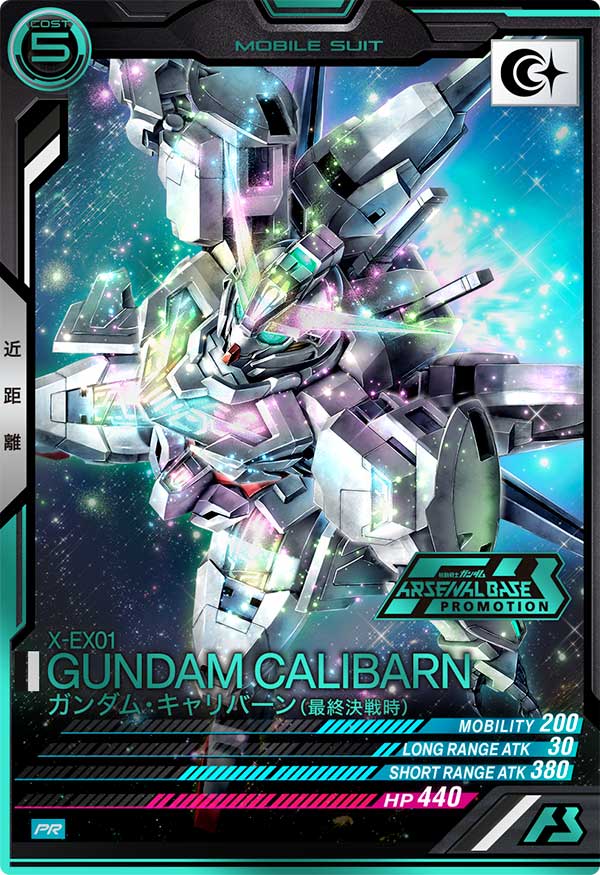 COST
5
MOBILE SUIT
近距離
機動戦士ガンダム
ARSENAL BASE
PROMOTION
X-EX01
GUNDAM CALIBARN
ガンダム・キャリバーン(最終決戦時)
MOBILITY 200
LONG RANGE ATK 30
SHORT RANGE ATK 380
HP 440
PR